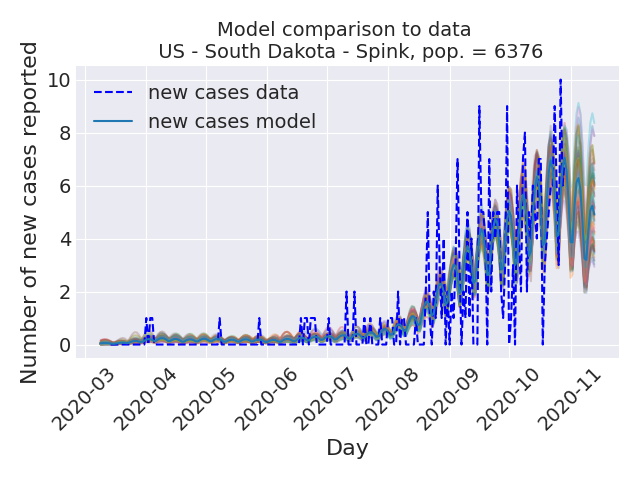 Model comparison to data
US - South Dakota - Spink, pop. = 6376
Number of new cases reported
10
8
6
4
2
0
new cases data
new cases model
2020-03
2020-04
2020-05
2020-06
2020-07
2020-08
2020-09
2020-10
2020-11
Day